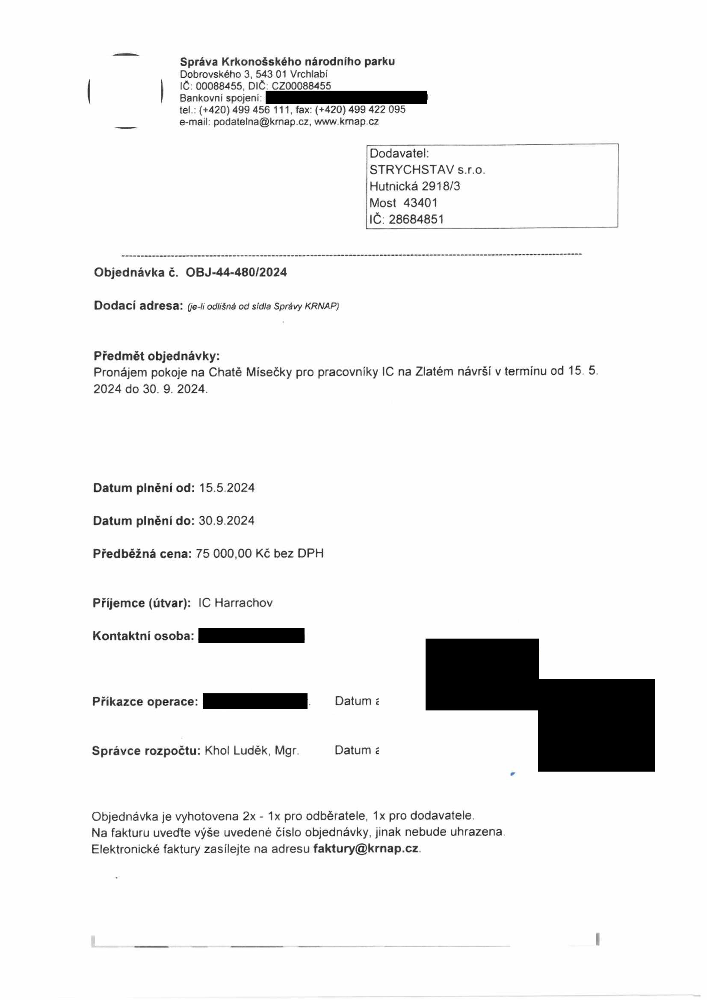 Správa Krkonošského národního parku
Dobrovského 3, 543 01 Vrchlabí
IČ: 00088455, DIČ: CZ00088455
Bankovní spojení:
tel.: (+420) 499 456 111, fax: (+420) 499 422 095
e-mail: podatelna@krnap.cz, www.krnap.cz
Dodavatel:
STRYCHSTAV s.r.o.
Hutnická 2918/3
Most 43401
IČ: 28684851
Objednávka č. OBJ-44-480/2024
Dodací adresa: (je-li odlišná od sídla Správy KRNAP)
Předmět objednávky:
Pronájem pokoje na Chatě Mísečky pro pracovníky IC na Zlatém návrší v termínu od 15. 5.
2024 do 30. 9. 2024.
Datum plnění od: 15.5.2024
Datum plnění do: 30.9.2024
Předběžná cena: 75 000,00 Kč bez DPH
Příjemce (útvar): IC Harrachov
Kontaktní osoba:
Příkazce operace: Datum
Správce rozpočtu: Khol Luděk, Mgr. Datum
Objednávka je vyhotovena 2x - 1x pro odběratele, 1x pro dodavatele.
Na fakturu uveďte výše uvedené číslo objednávky, jinak nebude uhrazena.
Elektronické faktury zasílejte na adresu faktury@krnap.cz.